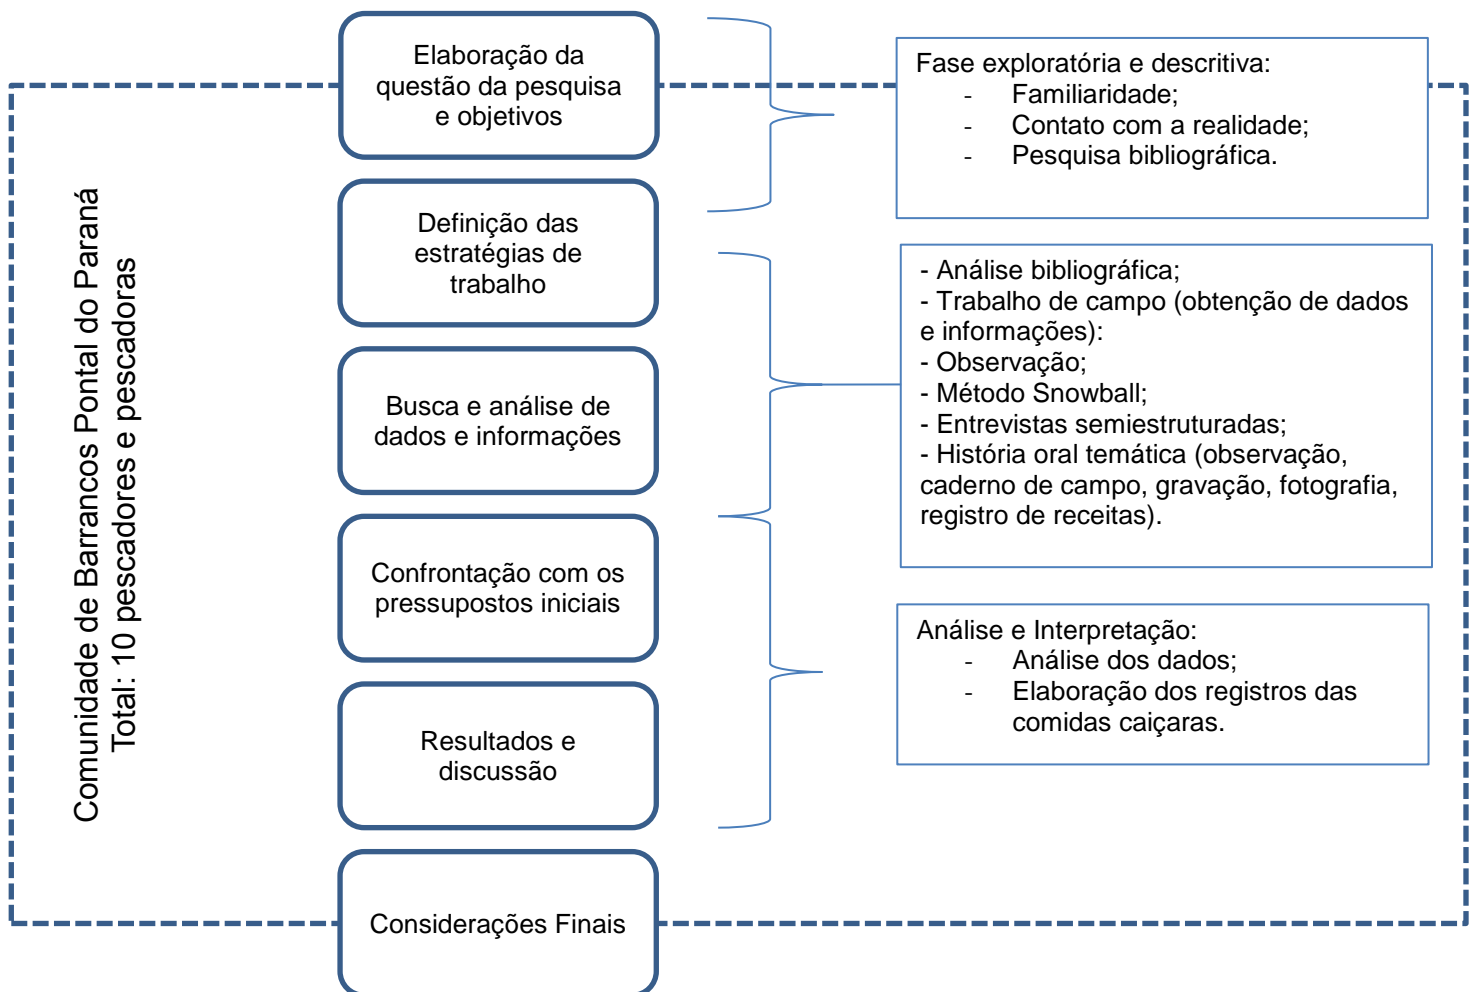 Comunidade de Barrancos Pontal do Paraná
Total: 10 pescadores e pescadoras
Elaboração da
questão da pesquisa
e objetivos
Definição das
estratégias de
trabalho
Busca e análise de
dados e informações
Confrontação com os
pressupostos iniciais
Resultados e
discussão
Considerações Finais
Fase exploratória e descritiva:
- Familiaridade;
- Contato com a realidade;
- Pesquisa bibliográfica.
- Análise bibliográfica;
- Trabalho de campo (obtenção de dados
e informações):
- Observação;
- Método Snowball;
- Entrevistas semiestruturadas;
- História oral temática (observação,
caderno de campo, gravação, fotografia,
registro de receitas).
Análise e Interpretação:
- Análise dos dados;
- Elaboração dos registros das
comidas caiçaras.